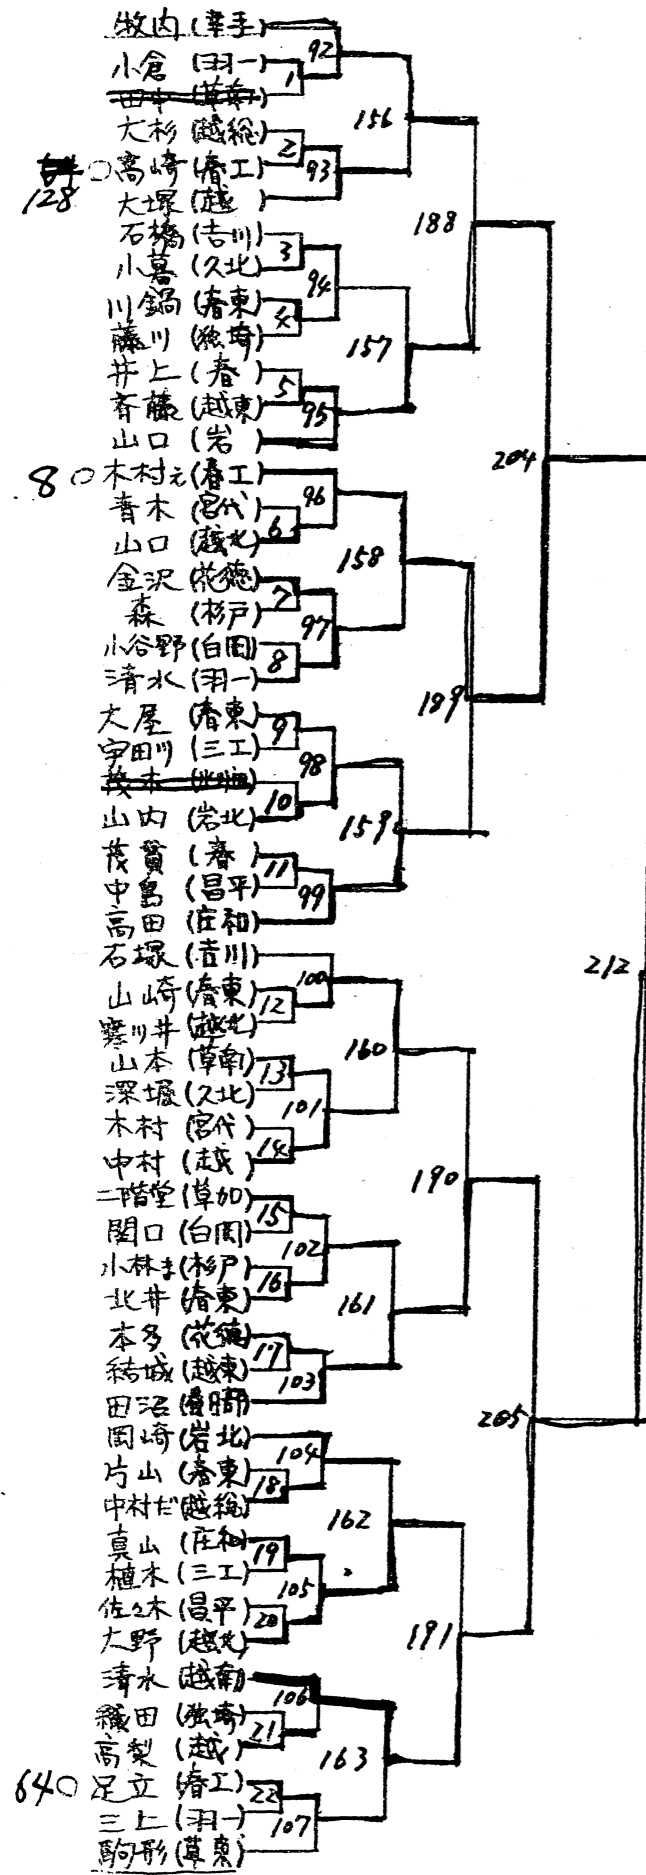 牧内 (幸手)
小倉 (羽一)
田中 (草南)
大杉 (越総)
高崎 (春工)
128
大塚 (越)
石橋 (吉川)
小暮 (久北)
川鍋 (春東)
藤川 (独埼)
井上 (春)
斉藤 (越東)
山口 (岩)
8 ○ 木村元 (春工)
青木 (宮代)
山口 (越北)
金沢 (花徳)
森 (杉戸)
小谷野 (白岡)
清水 (羽一)
大屋 (春東)
宇田川 (三工)
茂木
山内 (岩北)
茂貫 (春)
中島 (昌平)
高田 (庄和)
石塚 (吉川)
山崎 (春東)
寒川井 (越北)
山本 (草南)
深堀 (久北)
木村 (宮代)
中村 (越)
二階堂 (草加)
関口 (白岡)
小林ま (杉戸)
北井 (春東)
本多 (花徳)
結城 (越東)
田沼
岡崎 (岩北)
片山 (春東)
中村だ (越総)
真山 (庄和)
植木 (三工)
佐々木 (昌平)
大野 (越北)
清水 (越南)
織田 (独埼)
高梨 (越)
64 ○ 足立 (春工)
三上 (羽一)
駒形 (草東)
1
2
3
4
5
6
7
8
9
10
11
12
13
14
15
16
17
18
19
20
21
22
92
93
94
95
96
97
98
99
100
101
102
103
104
105
106
107
156
157
158
159
160
161
162
163
188
189
190
191
204
205
212